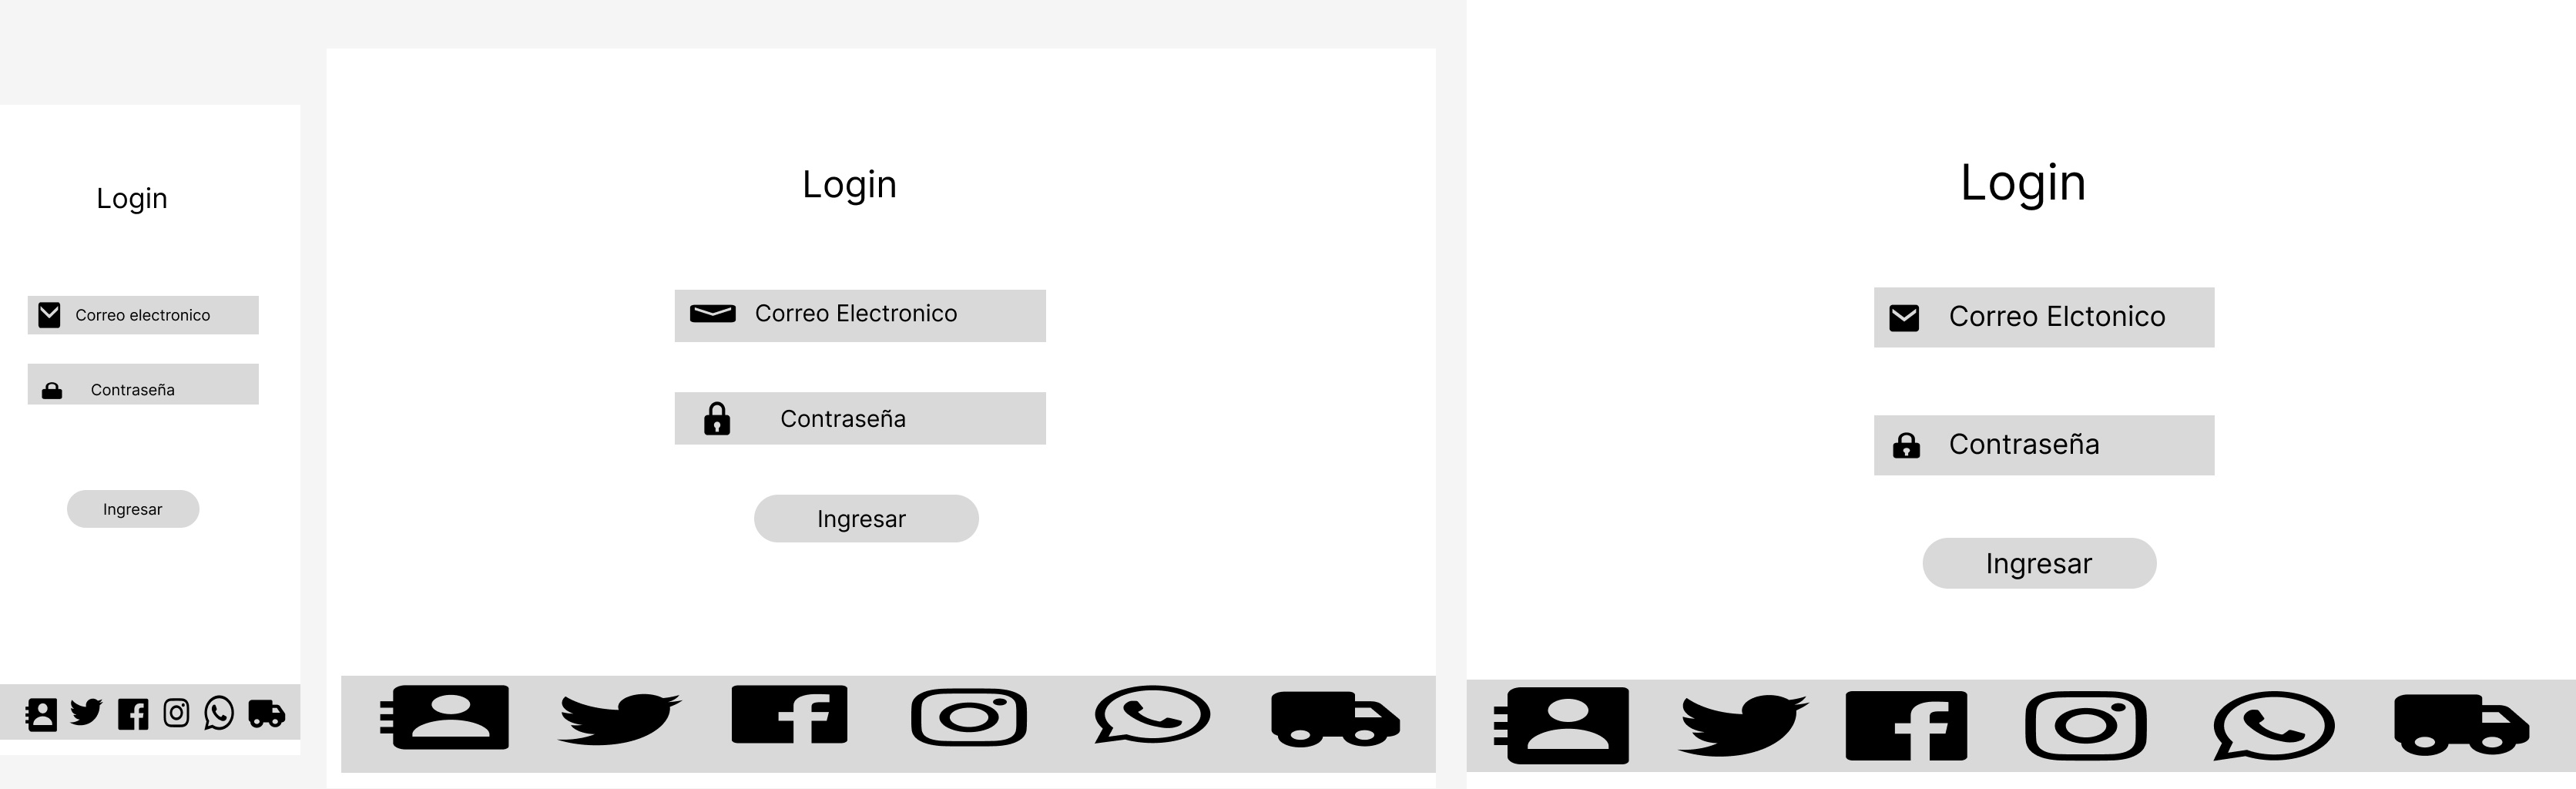 Login
Correo electronico
Contraseña
Ingresar
Login
Correo Electronico
Contraseña
Ingresar
Login
Correo Elctonico
Contraseña
Ingresar